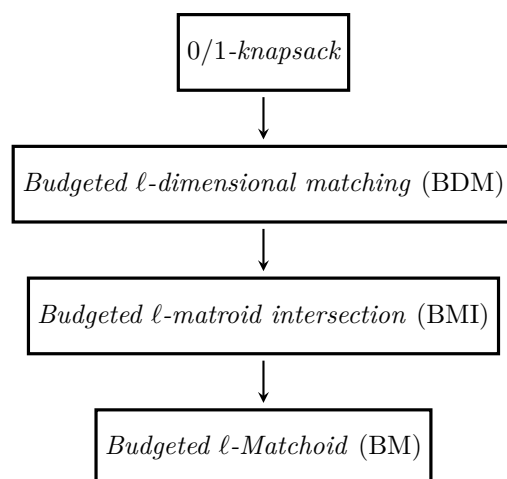 0/1-knapsack
Budgeted ℓ-dimensional matching (BDM)
Budgeted ℓ-matroid intersection (BMI)
Budgeted ℓ-Matchoid (BM)